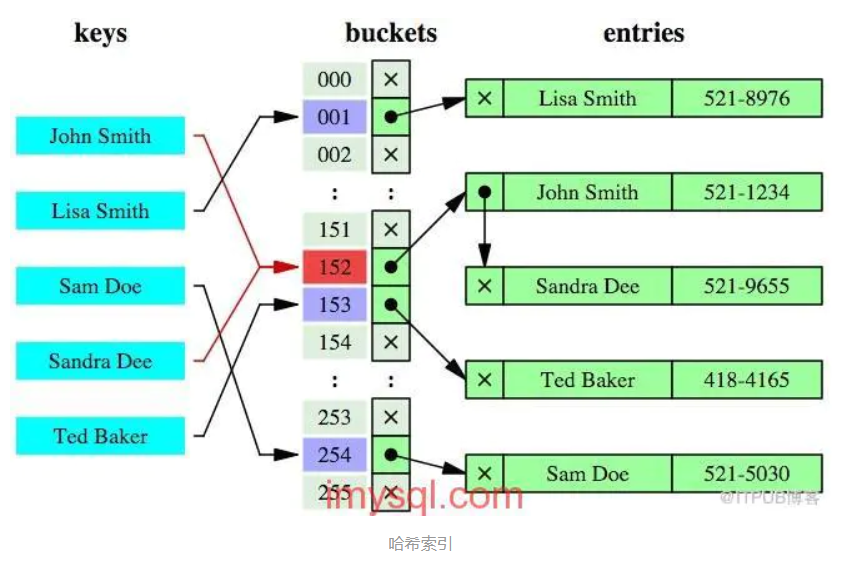 keys
buckets
entries
John Smith
Lisa Smith
Sam Doe
Sandra Dee
Ted Baker
000
001
002
:
:
151
152
153
154
:
:
253
254
255
Lisa Smith 521-8976
John Smith 521-1234
Sandra Dee 521-9655
Ted Baker 418-4165
Sam Doe 521-5030
imysql.com
@ITPUB博客
哈希索引